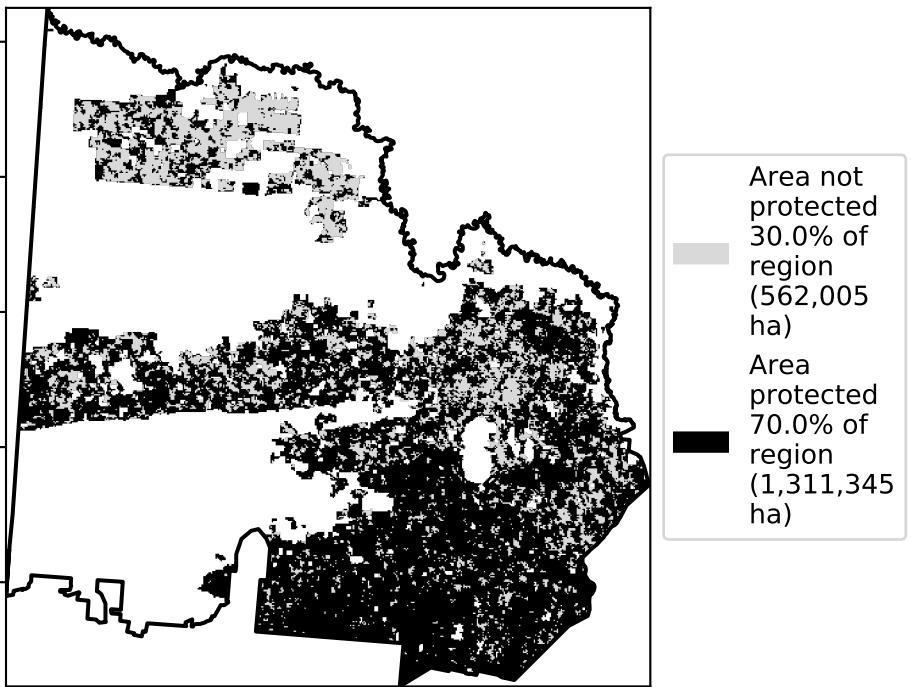 Area not
protected
30.0% of
region
(562,005
ha)
Area
protected
70.0% of
region
(1,311,345
ha)